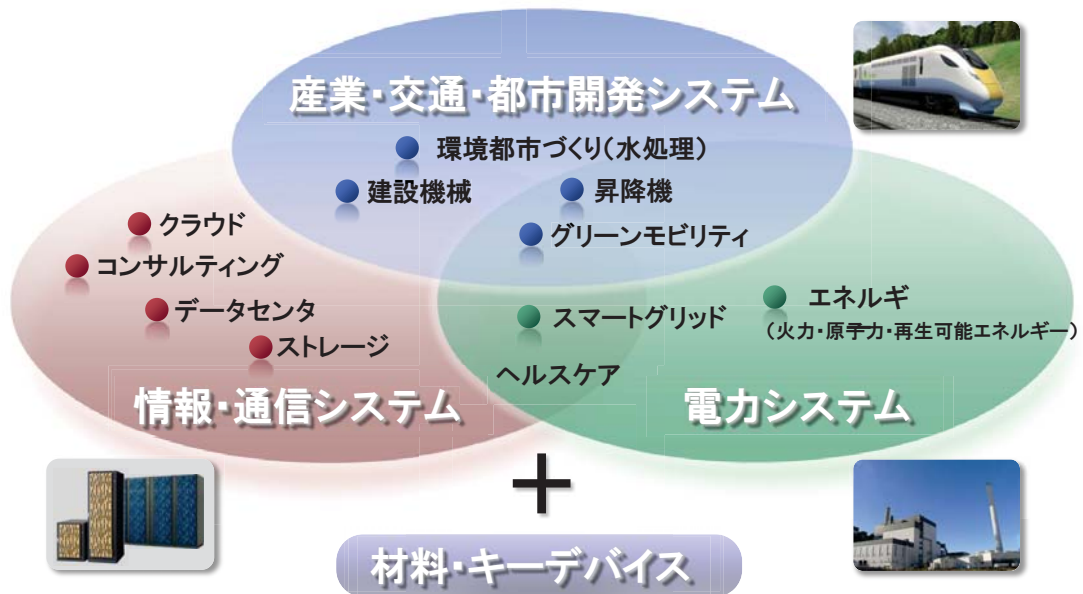 産業・交通・都市開発システム
環境都市づくり（水処理）
建設機械
昇降機
クラウド
グリーンモビリティ
コンサルティング
データセンタ
スマートグリッド
エネルギー
（火力・原子力・再生可能エネルギー）
ストレージ
ヘルスケア
情報・通信システム
電力システム
＋
材料・キーデバイス